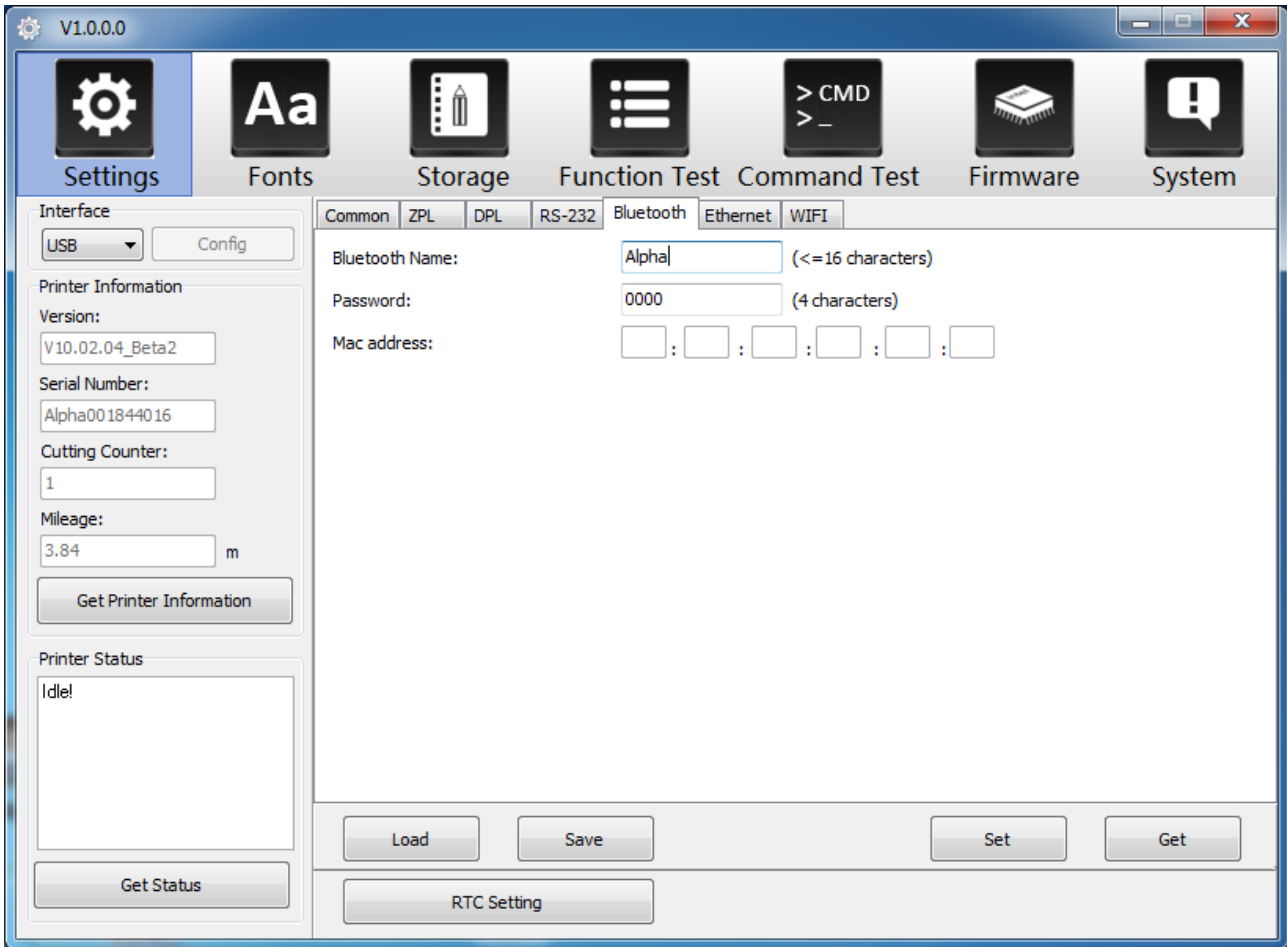 V1.0.0.0
Aa
> CMD
>_
Settings Fonts Storage Function Test Command Test Firmware System
Interface
USB Config
Printer Information
Version:
V10.02.04_Beta2
Serial Number:
Alpha001844016
Cutting Counter:
1
Mileage:
3.84 m
Get Printer Information
Printer Status
Idle!
Get Status
Common ZPL DPL RS-232 Bluetooth Ethernet WIFI
Bluetooth Name: Alpha (<=16 characters)
Password: 0000 (4 characters)
Mac address: : : : : :
Load Save Set Get
RTC Setting